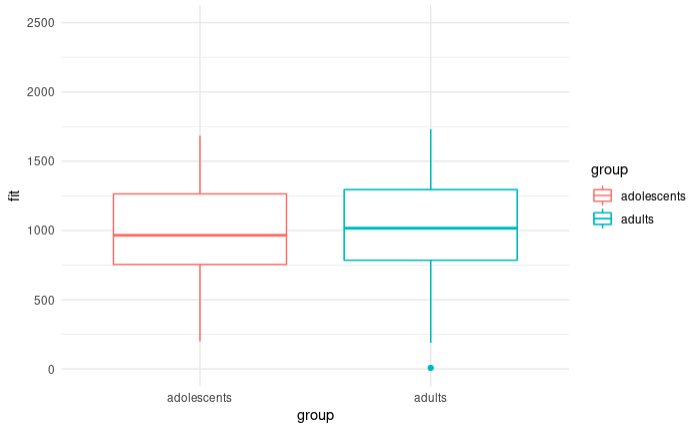 2500
2000
1500
1000
500
0
fit
adolescents
adults
group
group
adolescents
adults